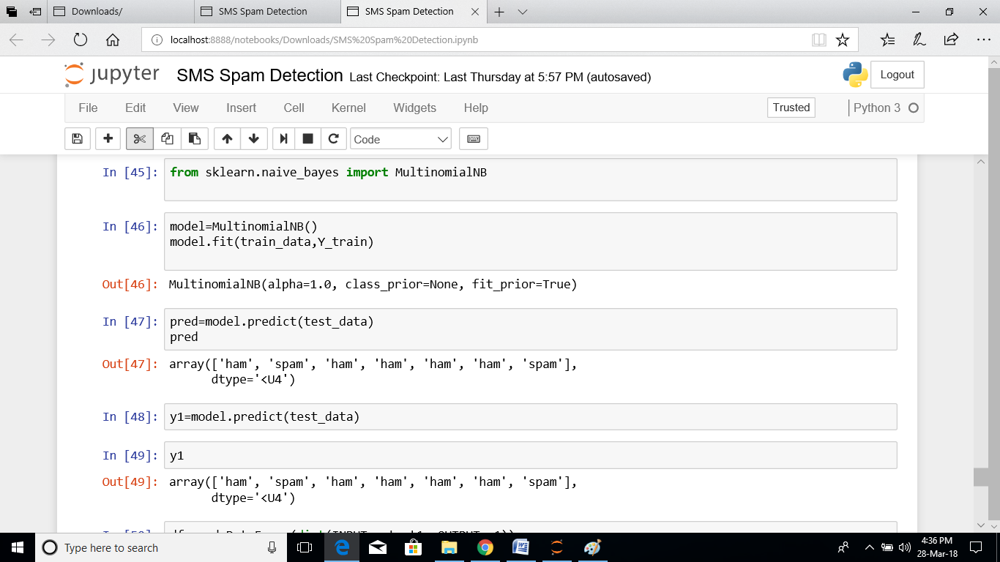 Downloads/
SMS Spam Detection
SMS Spam Detection
localhost:8888/notebooks/Downloads/SMS%20Spam%20Detection.ipynb
jupyter SMS Spam Detection Last Checkpoint: Last Thursday at 5:57 PM (autosaved)
Logout
File Edit View Insert Cell Kernel Widgets Help
Trusted
Python 3
Code
In [45]: from sklearn.naive_bayes import MultinomialNB
In [46]: model=MultinomialNB()
model.fit(train_data,Y_train)
Out[46]: MultinomialNB(alpha=1.0, class_prior=None, fit_prior=True)
In [47]: pred=model.predict(test_data)
pred
Out[47]: array(['ham', 'spam', 'ham', 'ham', 'ham', 'ham', 'spam'],
dtype='<U4')
In [48]: y1=model.predict(test_data)
In [49]: y1
Out[49]: array(['ham', 'spam', 'ham', 'ham', 'ham', 'ham', 'spam'],
dtype='<U4')
Type here to search
4:36 PM
28-Mar-18